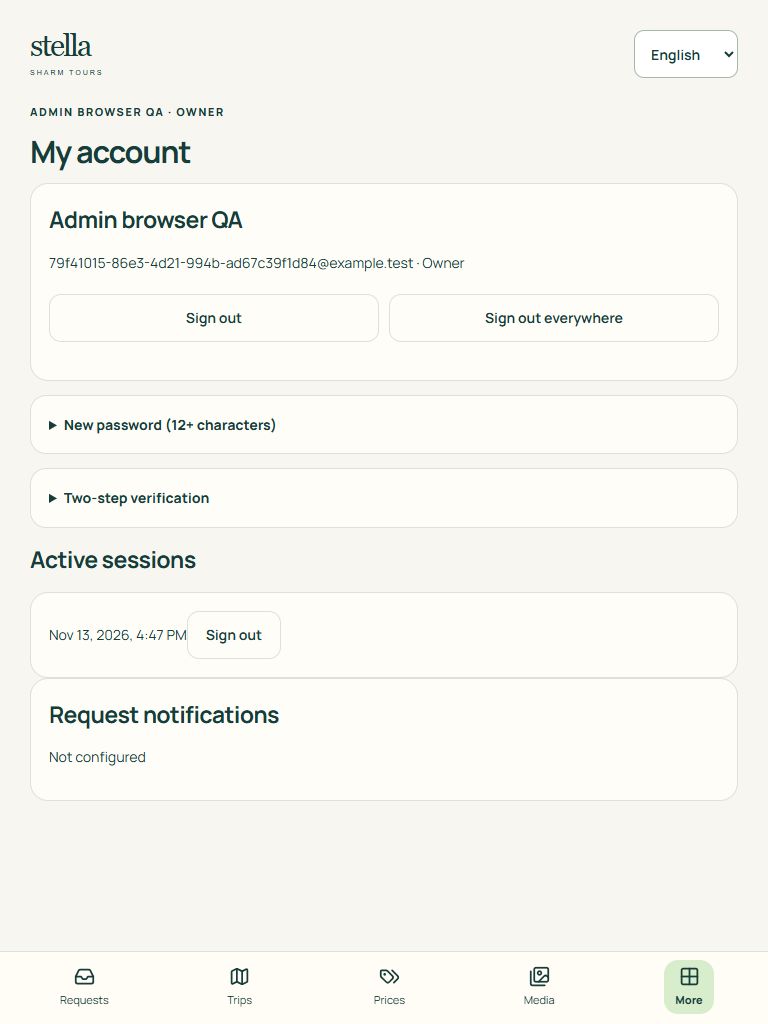 stella
SHARM TOURS
English
ADMIN BROWSER QA · OWNER
My account
Admin browser QA
79f41015-86e3-4d21-994b-ad67c39f1d84@example.test · Owner
Sign out
Sign out everywhere
New password (12+ characters)
Two-step verification
Active sessions
Nov 13, 2026, 4:47 PM
Sign out
Request notifications
Not configured
Requests
Trips
Prices
Media
More